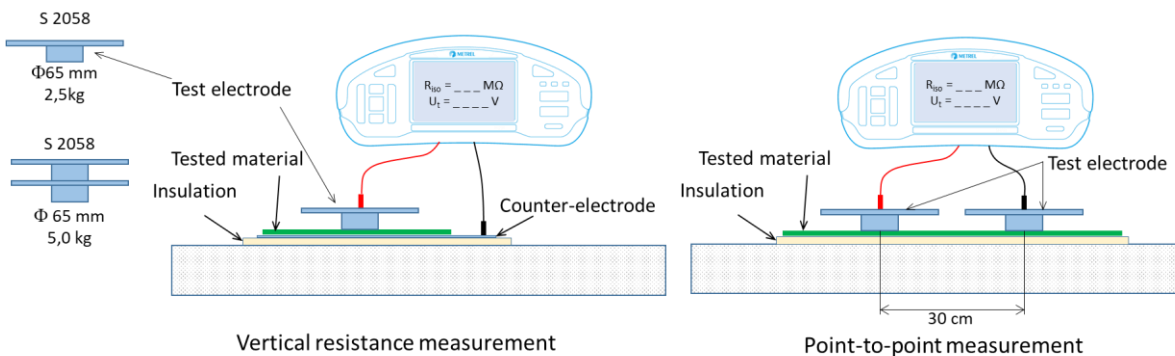 S 2058
Φ65 mm
2,5kg
S 2058
Φ 65 mm
5,0 kg
Test electrode
Tested material
Insulation
METREL
Riso = _ _ _ MΩ
Ut = _ _ _ _ V
Counter-electrode
Vertical resistance measurement
METREL
Riso = _ _ _ MΩ
Ut = _ _ _ _ V
Tested material
Insulation
Test electrode
30 cm
Point-to-point measurement